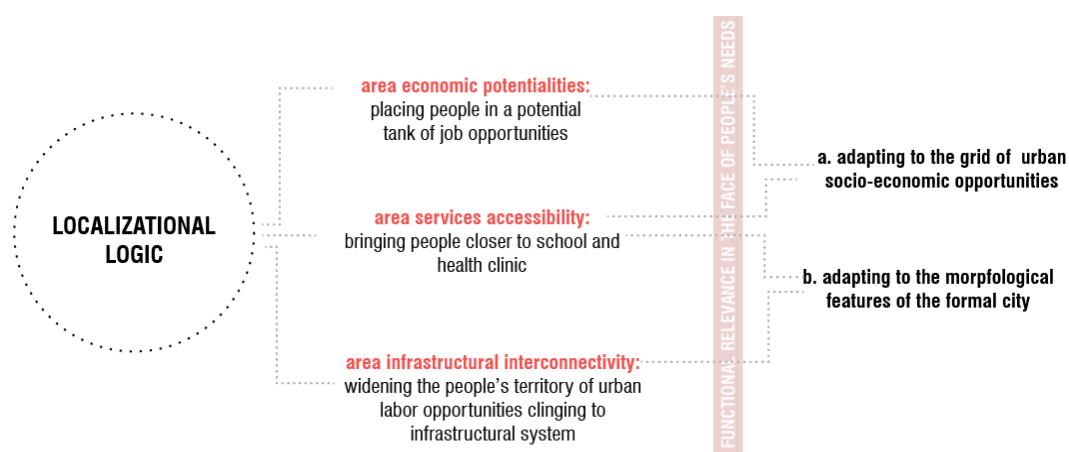 LOCALIZATIONAL
LOGIC
area economic potentialities:
placing people in a potential
tank of job opportunities
area services accessibility:
bringing people closer to school and
health clinic
area infrastructural interconnectivity:
widening the people's territory of urban
labor opportunities clinging to
infrastructural system
FUNCTIONAL RELEVANCE IN THE FACE OF PEOPLE'S NEEDS
a. adapting to the grid of urban
socio-economic opportunities
b. adapting to the morpfological
features of the formal city